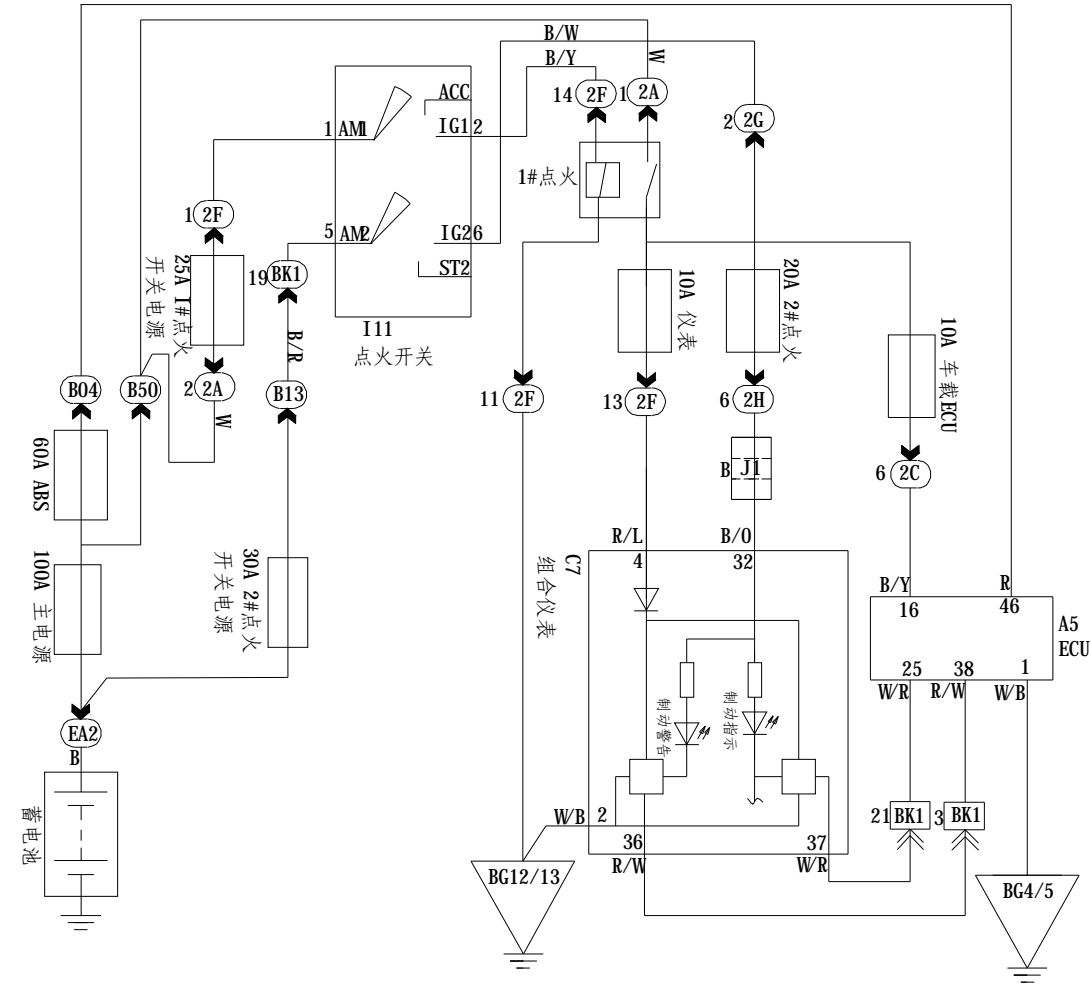 B/W
B/Y
W
ACC
14 2F
1 2A
2 2G
1 AM1
IG1 2
1#点火
1 2F
5 AM2
IG2 6
ST2
19 BK1
25A 1#点火
开关电源
I11
点火开关
B/R
10A 仪表
20A 2#点火
10A 车载ECU
B04
B50
2 2A
W
B13
11 2F
13 2F
6 2H
B J1
6 2C
60A ABS
100A 主电源
30A 2#点火
开关电源
R/L
4
B/O
32
C7
组合仪表
B/Y
16
R
46
A5
ECU
25
38
1
W/R
R/W
W/B
制动警告
制动指示
EA2
B
蓄电池
W/B 2
36
R/W
37
W/R
21 BK1
3 BK1
BG12/13
BG4/5